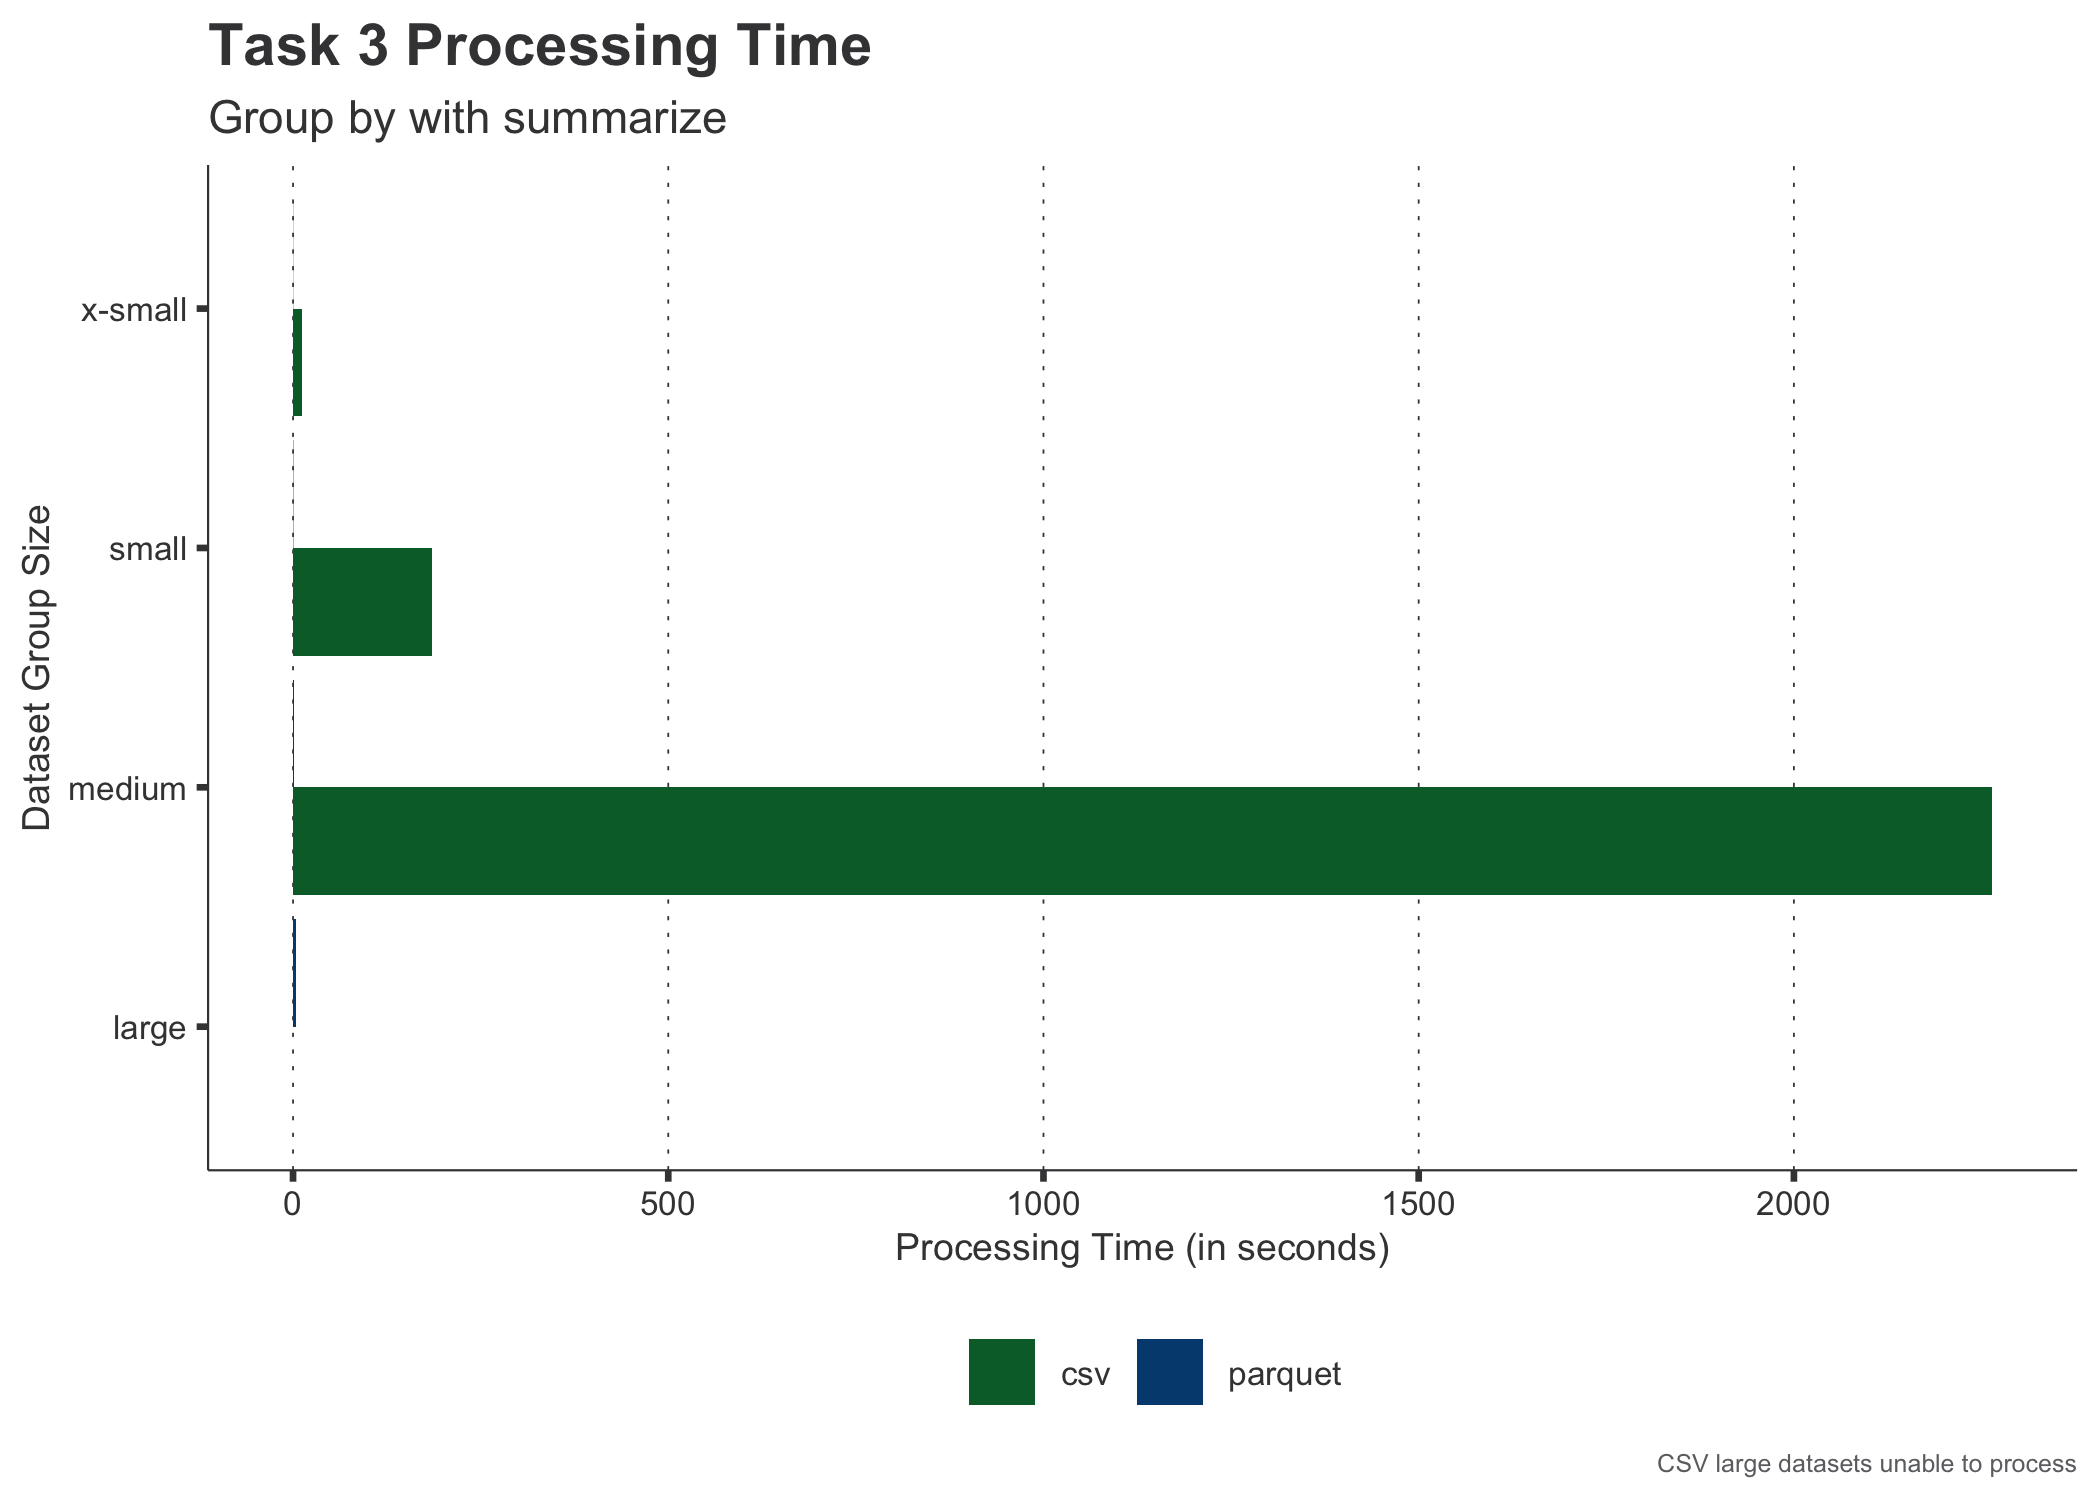 Task 3 Processing Time
Group by with summarize
Dataset Group Size
x-small
small
medium
large
0 500 1000 1500 2000
Processing Time (in seconds)
csv parquet
CSV large datasets unable to process